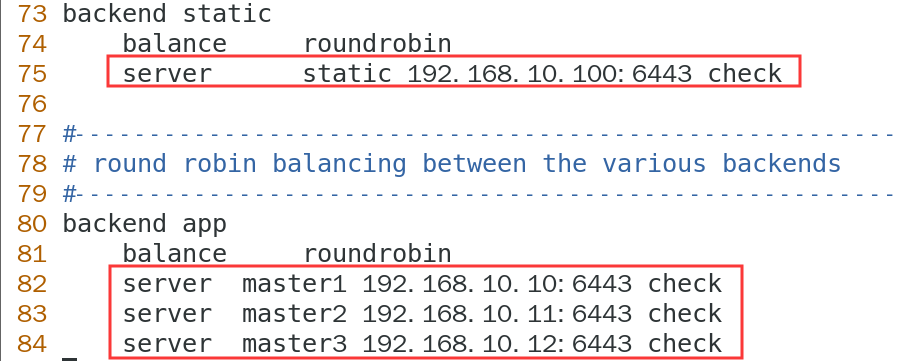 73 backend static
74     balance     roundrobin
75     server      static 192.168.10.100:6443 check
76
77 #---------------------------------------------------------------------
78 # round robin balancing between the various backends
79 #---------------------------------------------------------------------
80 backend app
81     balance     roundrobin
82     server  master1 192.168.10.10:6443 check
83     server  master2 192.168.10.11:6443 check
84     server  master3 192.168.10.12:6443 check